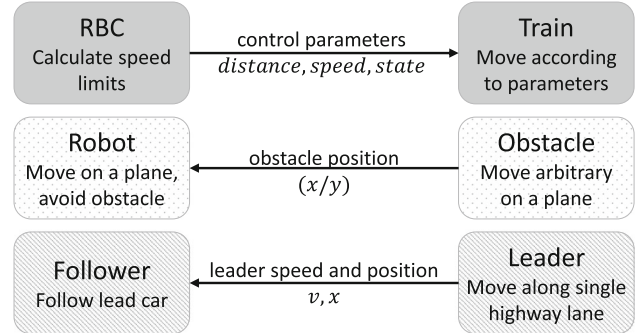 RBC
Calculate speed
limits
control parameters
distance, speed, state
Train
Move according
to parameters
Robot
Move on a plane,
avoid obstacle
obstacle position
(x/y)
Obstacle
Move arbitrary
on a plane
Follower
Follow lead car
leader speed and position
v, x
Leader
Move along single
highway lane